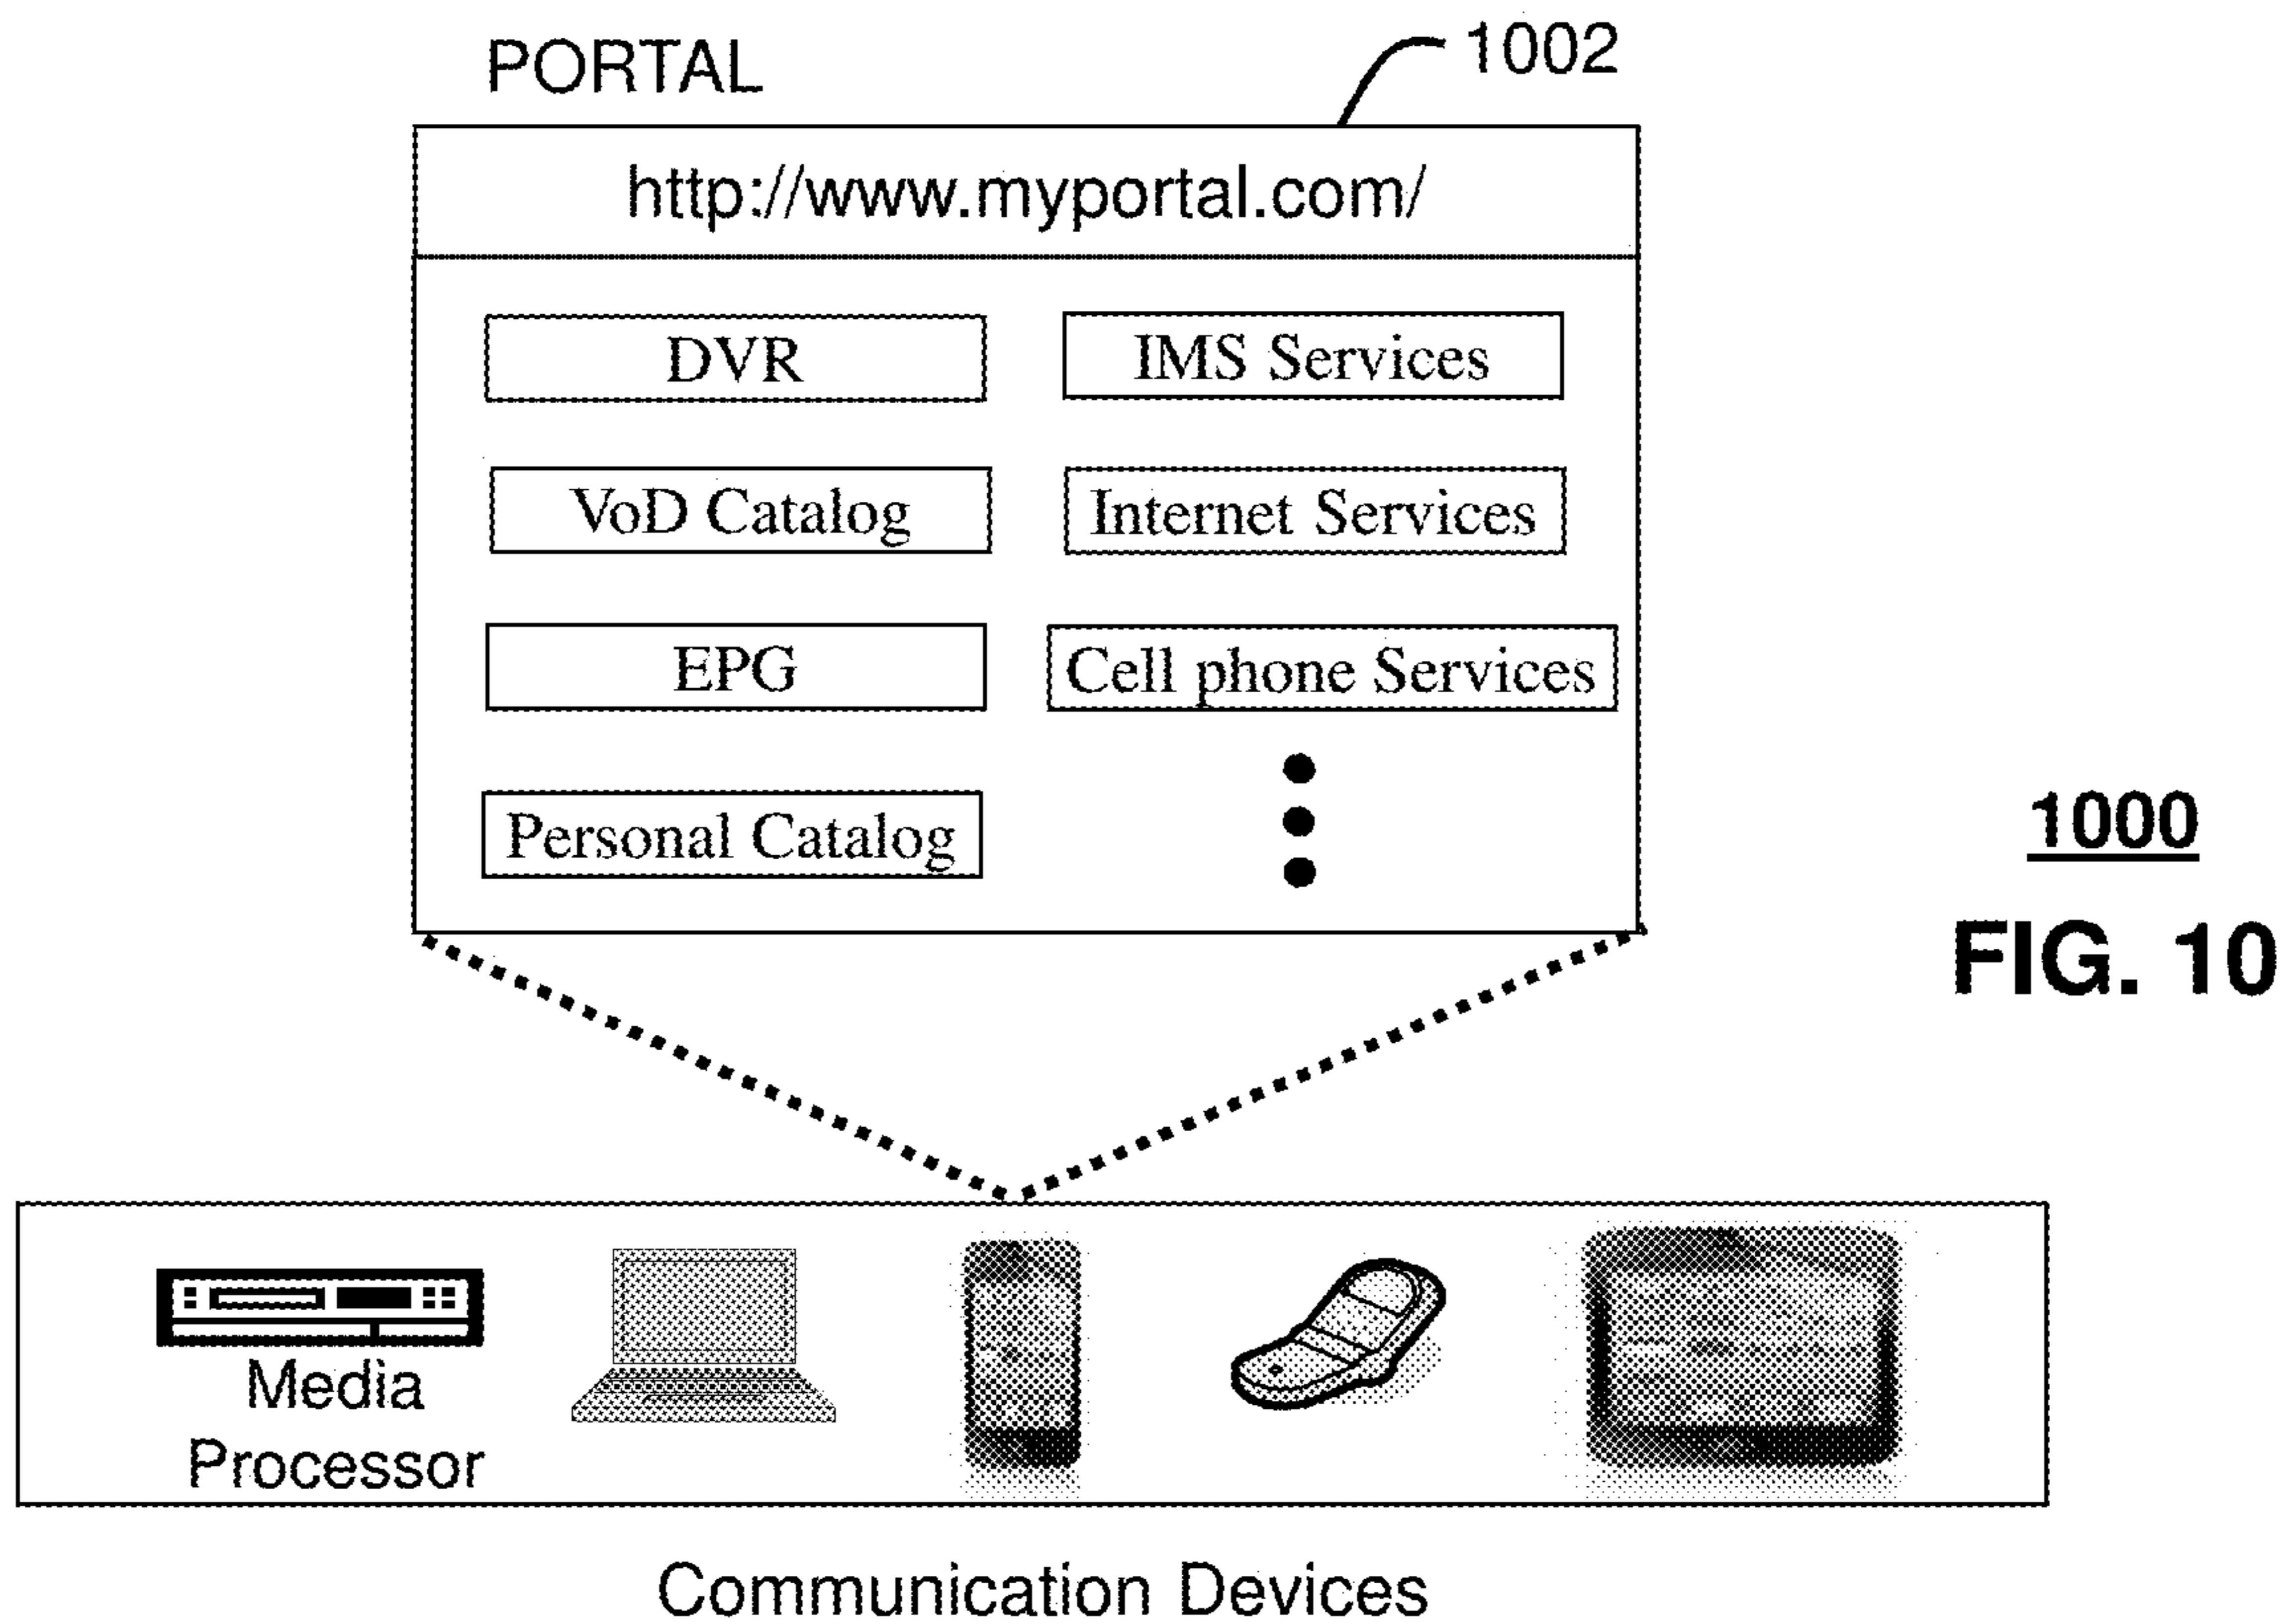 PORTAL
1002
http://www.myportal.com/
DVR
IMS Services
VoD Catalog
Internet Services
EPG
Cell phone Services
Personal Catalog
1000
FIG. 10
Media
Processor
Communication Devices